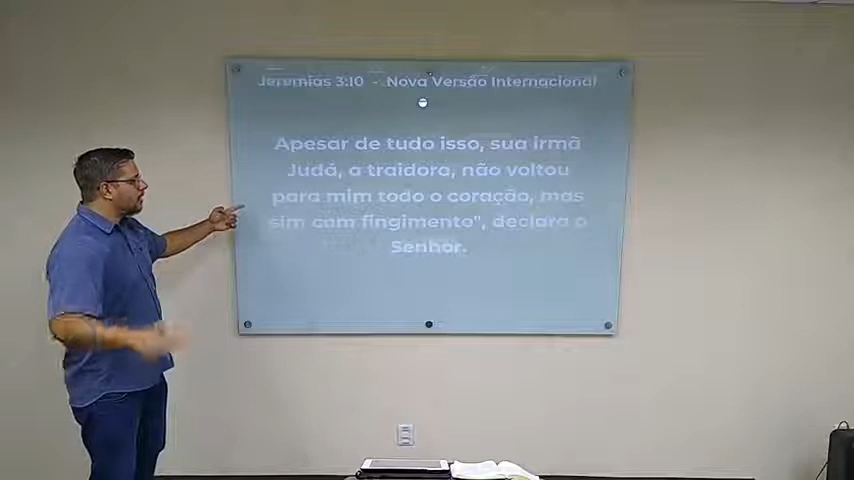 Jeremias 3:10 - Nova Versão Internacional
Apesar de tudo isso, sua irmã
Judá, a traidora, não voltou
para mim todo o coração, mas
sim com fingimento", declara o
Senhor.